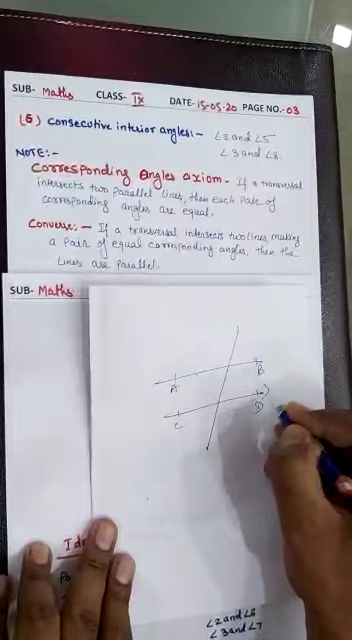 SUB- Maths CLASS- IX DATE- 15-05-20 PAGE NO.- 03
(5) Consecutive interior angles:- ∠2 and ∠5
∠3 and ∠8.
NOTE:-
Corresponding Angles axiom - If a transversal
intersects two parallel lines, then each pair of
corresponding angles are equal.
Converse:- If a transversal intersects two lines, making
a pair of equal corresponding angles, then the
lines are parallel.
SUB- Maths
A B
C D
∠2 and ∠6
∠3 and ∠7